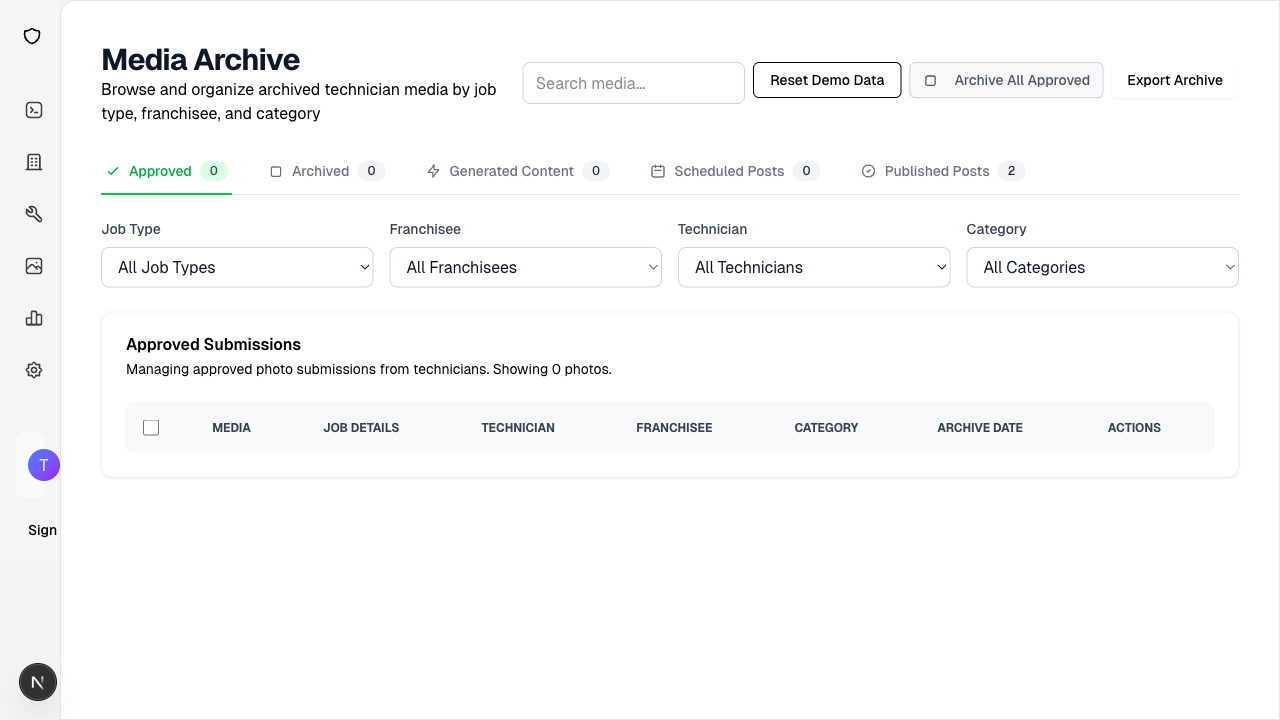 Media Archive
Browse and organize archived technician media by job
type, franchisee, and category
Search media...
Reset Demo Data
Archive All Approved
Export Archive
Approved 0
Archived 0
Generated Content 0
Scheduled Posts 0
Published Posts 2
Job Type
Franchisee
Technician
Category
All Job Types
All Franchisees
All Technicians
All Categories
Approved Submissions
Managing approved photo submissions from technicians. Showing 0 photos.
MEDIA
JOB DETAILS
TECHNICIAN
FRANCHISEE
CATEGORY
ARCHIVE DATE
ACTIONS
T
Sign
N